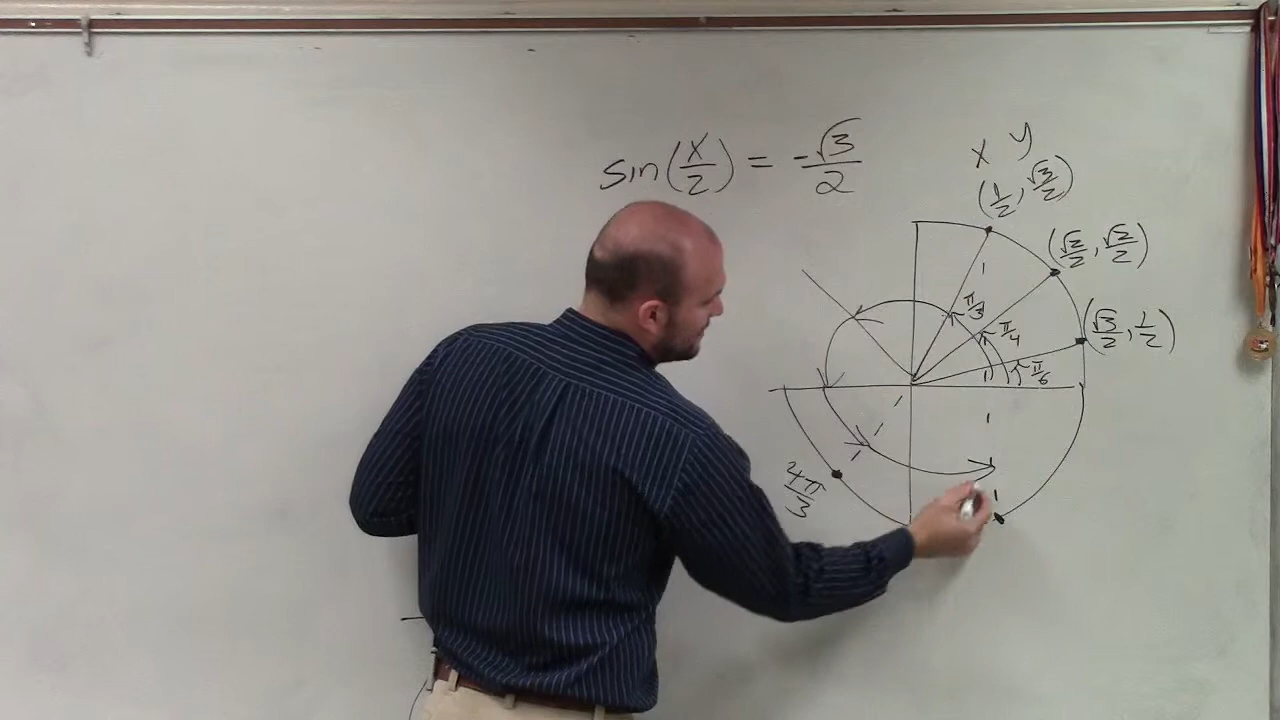 sin(x/2) = -√3/2
x y
(1/2, √3/2)
(√2/2, √2/2)
(√3/2, 1/2)
π/3
π/4
π/6
4π/3